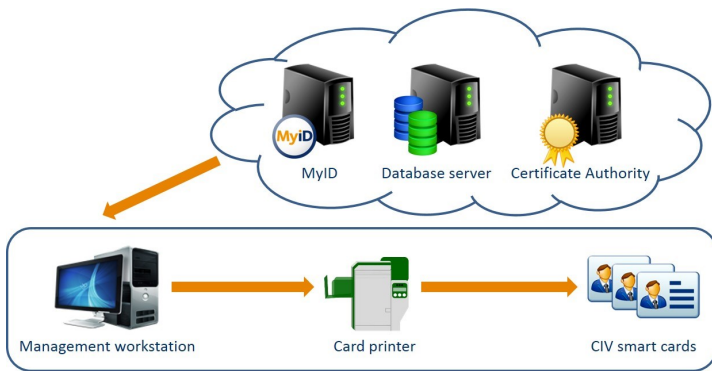 MyiD
MyID
Database server
Certificate Authority
Management workstation
Card printer
CIV smart cards